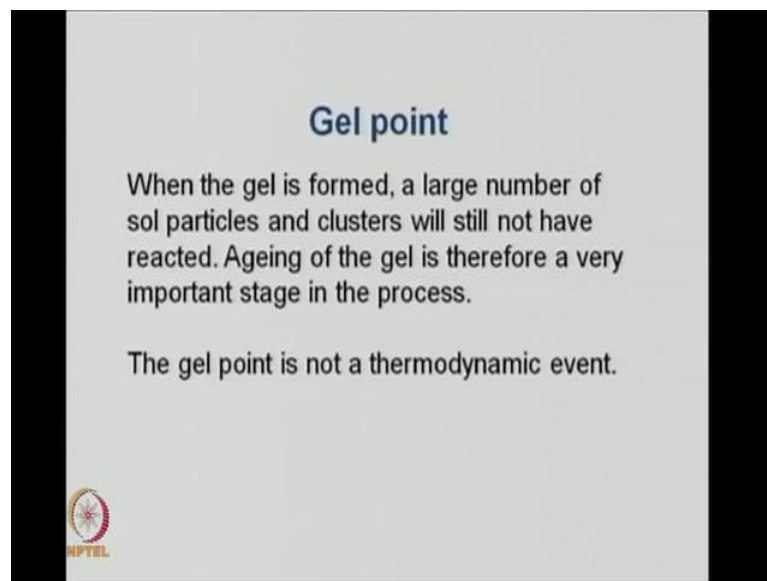 Gel point
When the gel is formed, a large number of
sol particles and clusters will still not have
reacted. Ageing of the gel is therefore a very
important stage in the process.
The gel point is not a thermodynamic event.
NPTEL